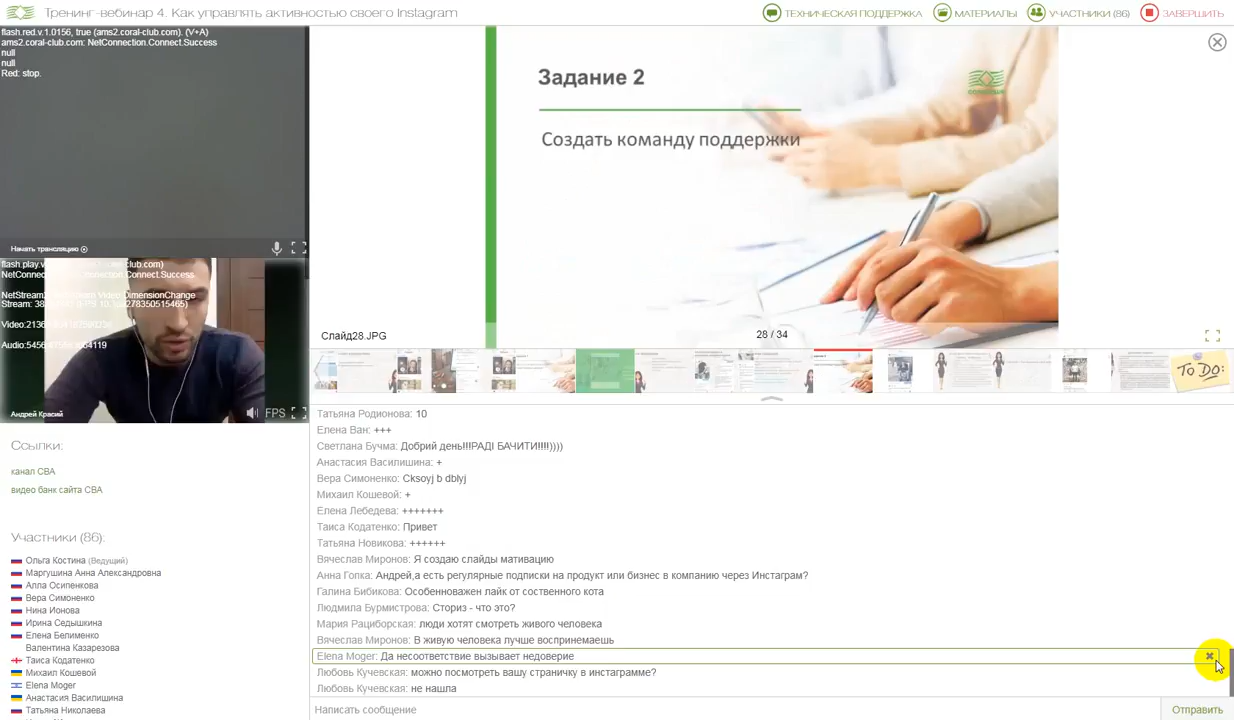 Тренинг-вебинар 4. Как управлять активностью своего Instagram
ТЕХНИЧЕСКАЯ ПОДДЕРЖКА
МАТЕРИАЛЫ
УЧАСТНИКИ (86)
ЗАВЕРШИТЬ
flash.red.v.1.0156, true (ams2.coral-club.com). (V+A)
ams2.coral-club.com: NetConnection.Connect.Success
null
null
Red: stop.
Начать трансляцию
Задание 2
Создать команду поддержки
Слайд28.JPG
28 / 34
TO DO:
Андрей Красий
FPS
Ссылки:
канал СВА
видео банк сайта СВА
Участники (86):
Ольга Костина (Ведущий)
Маргушина Анна Александровна
Алла Осипенкова
Вера Симоненко
Нина Ионова
Ирина Седышкина
Елена Белименко
Валентина Казарезова
Таиса Кодатенко
Михаил Кошевой
Elena Moger
Анастасия Василишина
Татьяна Николаева
Татьяна Родионова: 10
Елена Ван: +++
Светлана Бучма: Добрий день!!!РАДІ БАЧИТИ!!!!))))
Анастасия Василишина: +
Вера Симоненко: Cksoyj b dblyj
Михаил Кошевой: +
Елена Лебедева: +++++++
Таиса Кодатенко: Привет
Татьяна Новикова: ++++++
Вячеслав Миронов: Я создаю слайды мативацию
Анна Гопка: Андрей,а есть регулярные подписки на продукт или бизнес в компанию через Инстаграм?
Галина Бибикова: Особенноважен лайк от соственного кота
Людмила Бурмистрова: Сториз - что это?
Мария Рациборская: люди хотят смотреть живого человека
Вячеслав Миронов: В живую человека лучше воспринемаешь
Elena Moger: Да несоответствие вызывает недоверие
Любовь Кучевская: можно посмотреть вашу страничку в инстаграмме?
Любовь Кучевская: не нашла
Написать сообщение
Отправить